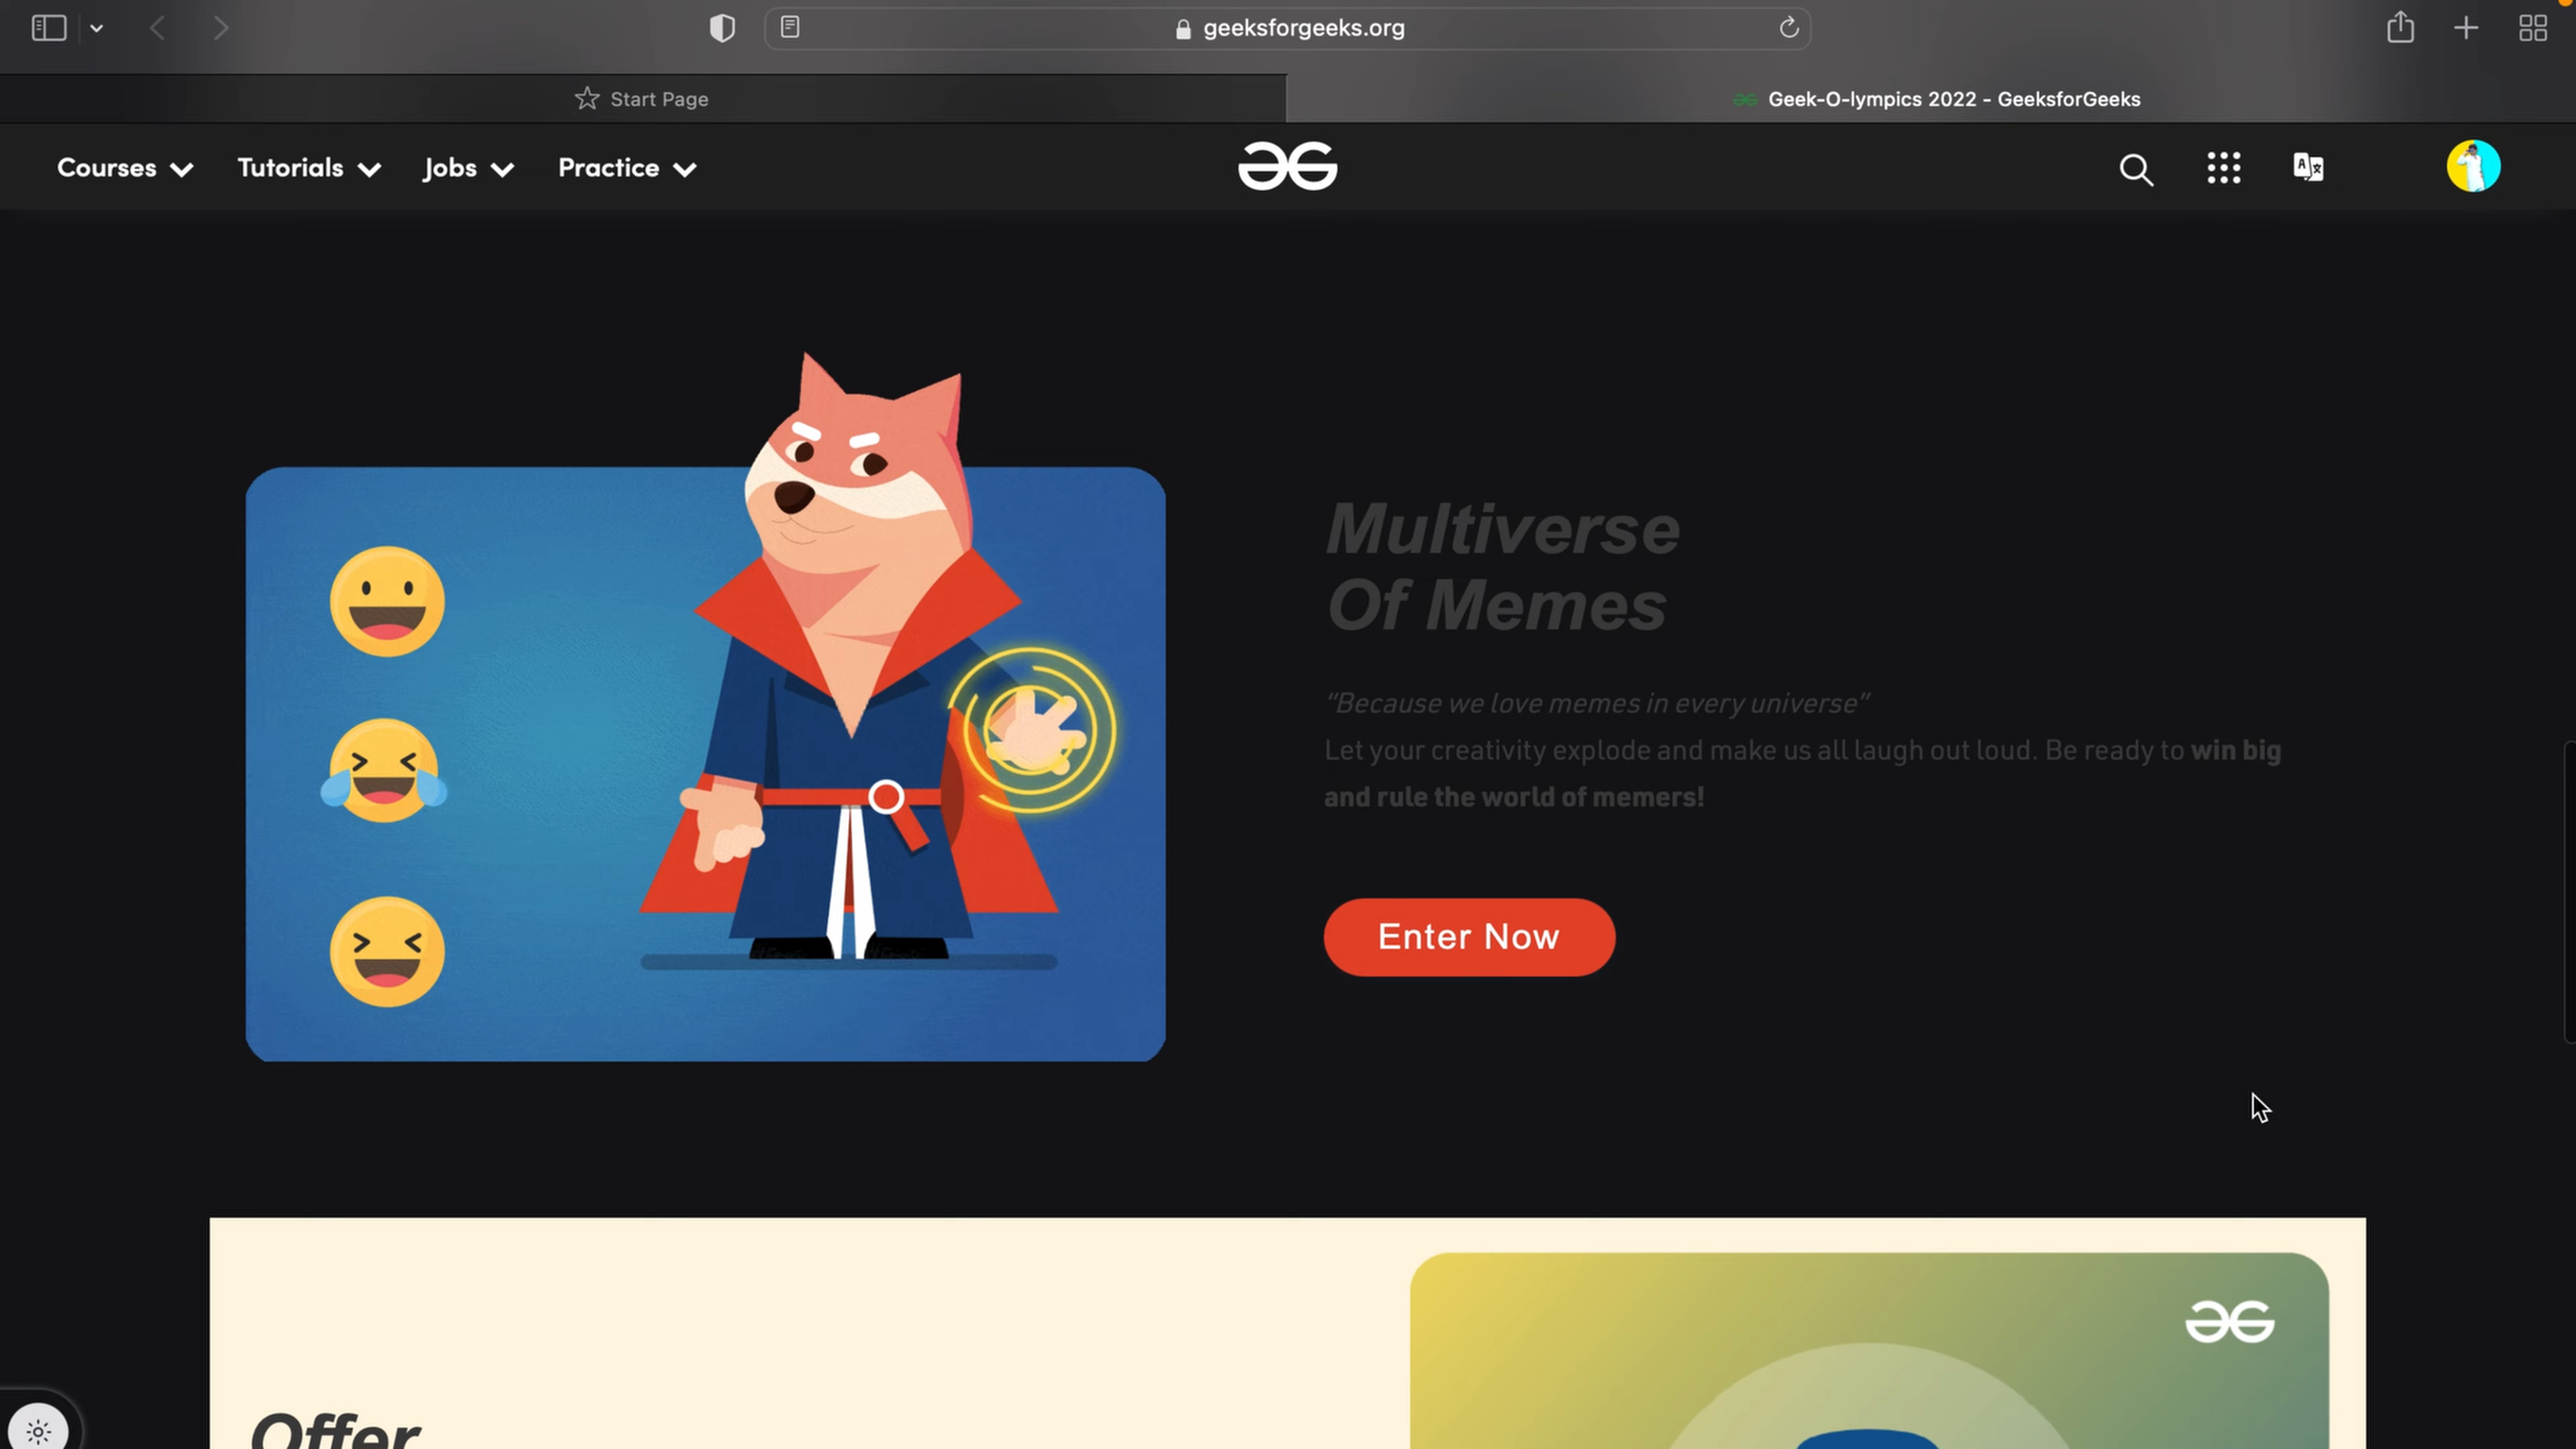 geeksforgeeks.org
Start Page
Geek-O-lympics 2022 - GeeksforGeeks
Courses Tutorials Jobs Practice
Multiverse
Of Memes
“Because we love memes in every universe”
Let your creativity explode and make us all laugh out loud. Be ready to win big
and rule the world of memers!
Enter Now
Offer